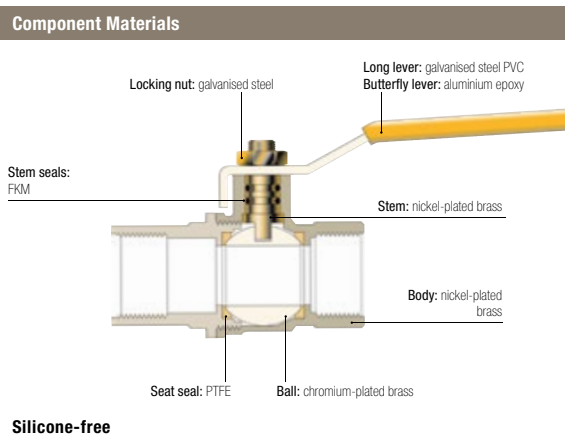 Component Materials
Long lever: galvanised steel PVC
Butterfly lever: aluminium epoxy
Locking nut: galvanised steel
Stem seals:
FKM
Stem: nickel-plated brass
Body: nickel-plated
brass
Seat seal: PTFE
Ball: chromium-plated brass
Silicone-free